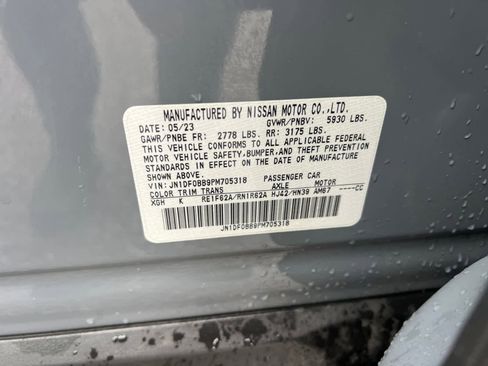 MANUFACTURED BY NISSAN MOTOR CO.,LTD.
DATE: 05/23 GVWR/PNBV: 5930 LBS.
GAWR/PNBE FR: 2778 LBS. RR: 3175 LBS.
THIS VEHICLE CONFORMS TO ALL APPLICABLE FEDERAL
MOTOR VEHICLE SAFETY, BUMPER, AND THEFT PREVENTION
STANDARDS IN EFFECT ON THE DATE OF MANUFACTURE
VIN: JN1DF0BB9PM705318 PASSENGER CAR
COLOR TRIM TRANS AXLE MOTOR
XGH K RE1F62A/RN1R62A HJ42/HN39 AM67 ----CC
JN1DF0BB9PM705318